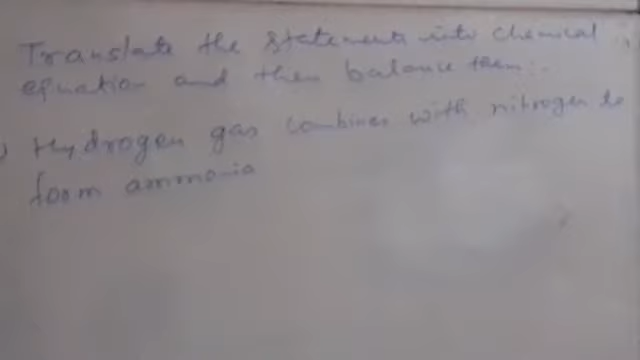 Translate the statements into chemical
equation and then balance them:-
) Hydrogen gas combines with nitrogen to
form ammonia